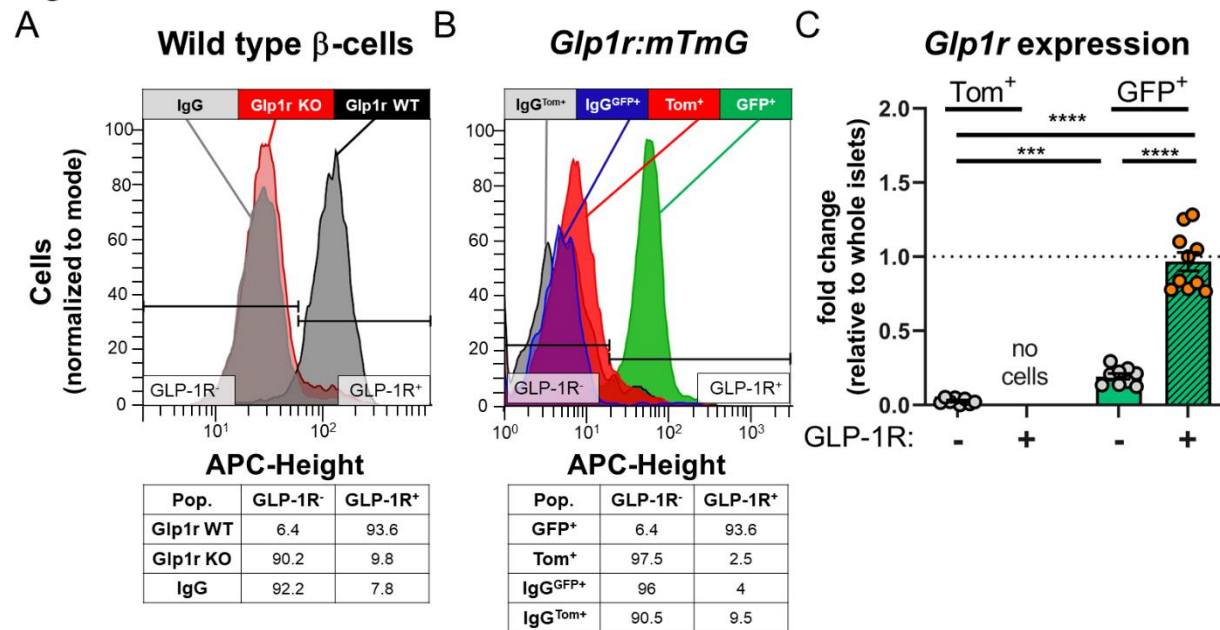 A
Wild type β-cells
IgG
Glp1r KO
Glp1r WT
Cells
(normalized to mode)
100
80
60
40
20
0
GLP-1R-
GLP-1R+
10¹
10²
APC-Height
Pop. GLP-1R- GLP-1R+
Glp1r WT 6.4 93.6
Glp1r KO 90.2 9.8
IgG 92.2 7.8
B
Glp1r:mTmG
IgG^Tom+
IgG^GFP+
Tom+
GFP+
100
80
60
40
20
0
GLP-1R-
GLP-1R+
10⁰
10¹
10²
10³
APC-Height
Pop. GLP-1R- GLP-1R+
GFP+ 6.4 93.6
Tom+ 97.5 2.5
IgG^GFP+ 96 4
IgG^Tom+ 90.5 9.5
C
Glp1r expression
Tom+
GFP+
****
*** ****
fold change
(relative to whole islets)
2.0
1.5
1.0
0.5
0.0
no
cells
GLP-1R: - + - +